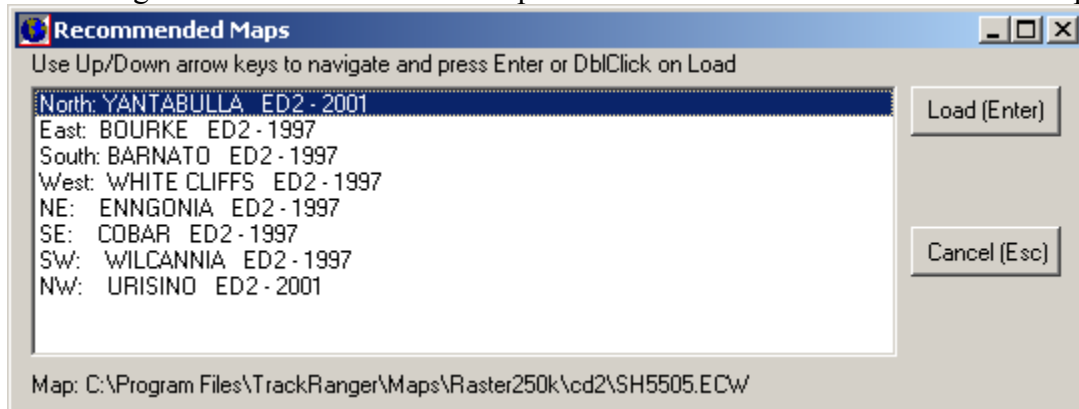 Recommended Maps
Use Up/Down arrow keys to navigate and press Enter or DblClick on Load
North: YANTABULLA ED2 - 2001
East: BOURKE ED2 - 1997
South: BARNATO ED2 - 1997
West: WHITE CLIFFS ED2 - 1997
NE: ENNGONIA ED2 - 1997
SE: COBAR ED2 - 1997
SW: WILCANNIA ED2 - 1997
NW: URISINO ED2 - 2001
Load (Enter)
Cancel (Esc)
Map: C:\Program Files\TrackRanger\Maps\Raster250k\cd2\SH5505.ECW